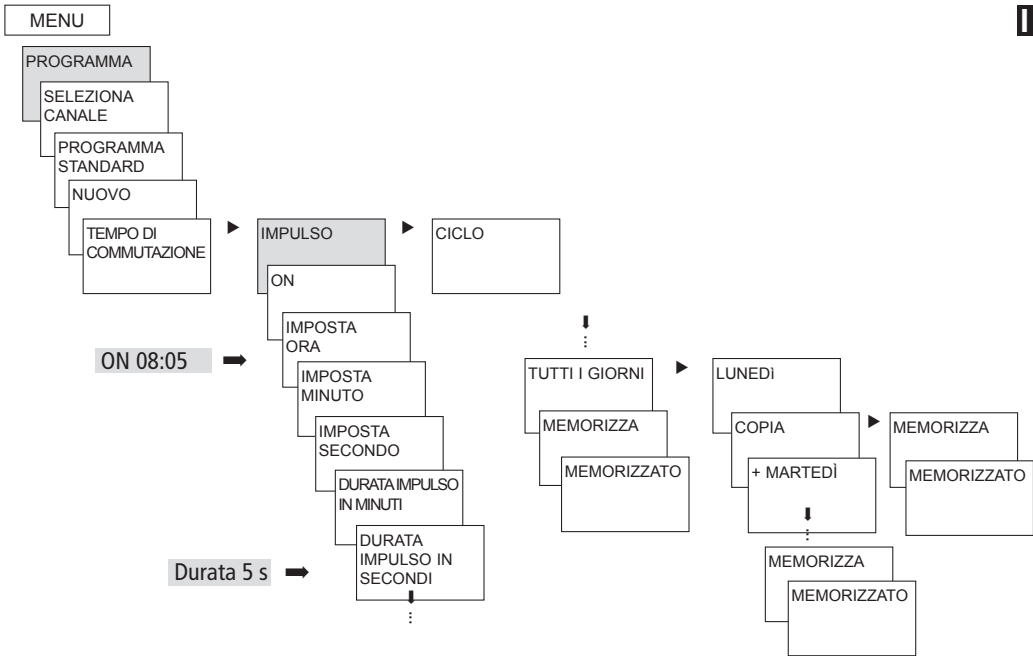 MENU
I
PROGRAMMA
SELEZIONA
CANALE
PROGRAMMA
STANDARD
NUOVO
TEMPO DI
COMMUTAZIONE
IMPULSO
CICLO
ON
IMPOSTA
ORA
ON 08:05
IMPOSTA
MINUTO
IMPOSTA
SECONDO
DURATA IMPULSO
IN MINUTI
DURATA
IMPULSO IN
SECONDI
Durata 5 s
TUTTI I GIORNI
MEMORIZZA
MEMORIZZATO
LUNEDì
COPIA
+ MARTEDÌ
MEMORIZZA
MEMORIZZATO
MEMORIZZA
MEMORIZZATO